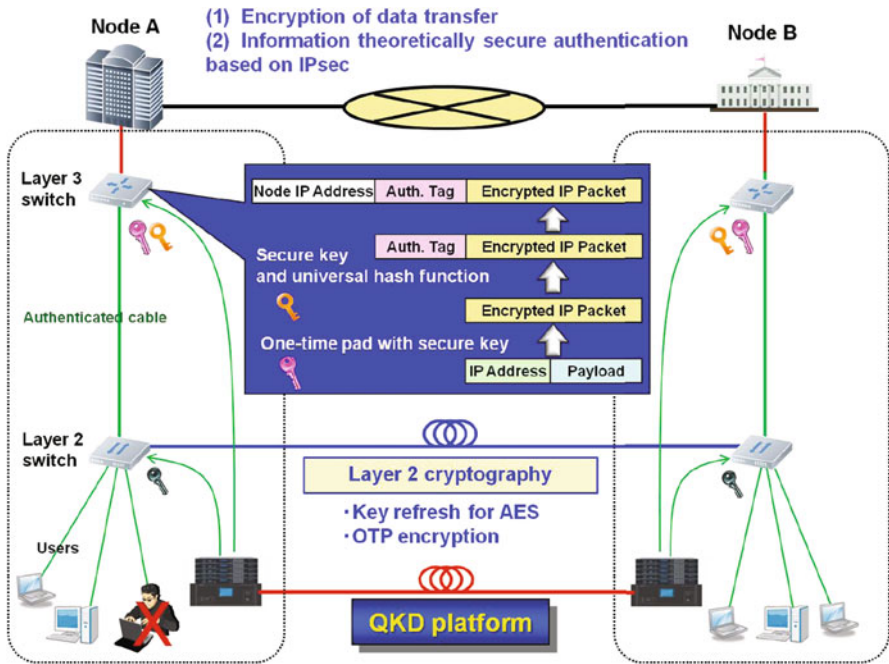 Node A
(1) Encryption of data transfer
(2) Information theoretically secure authentication
based on IPsec
Node B
Layer 3
switch
Node IP Address Auth. Tag Encrypted IP Packet
Auth. Tag Encrypted IP Packet
Secure key
and universal hash function
Encrypted IP Packet
Authenticated cable
One-time pad with secure key
IP Address Payload
Layer 2
switch
Layer 2 cryptography
・Key refresh for AES
・OTP encryption
Users
QKD platform